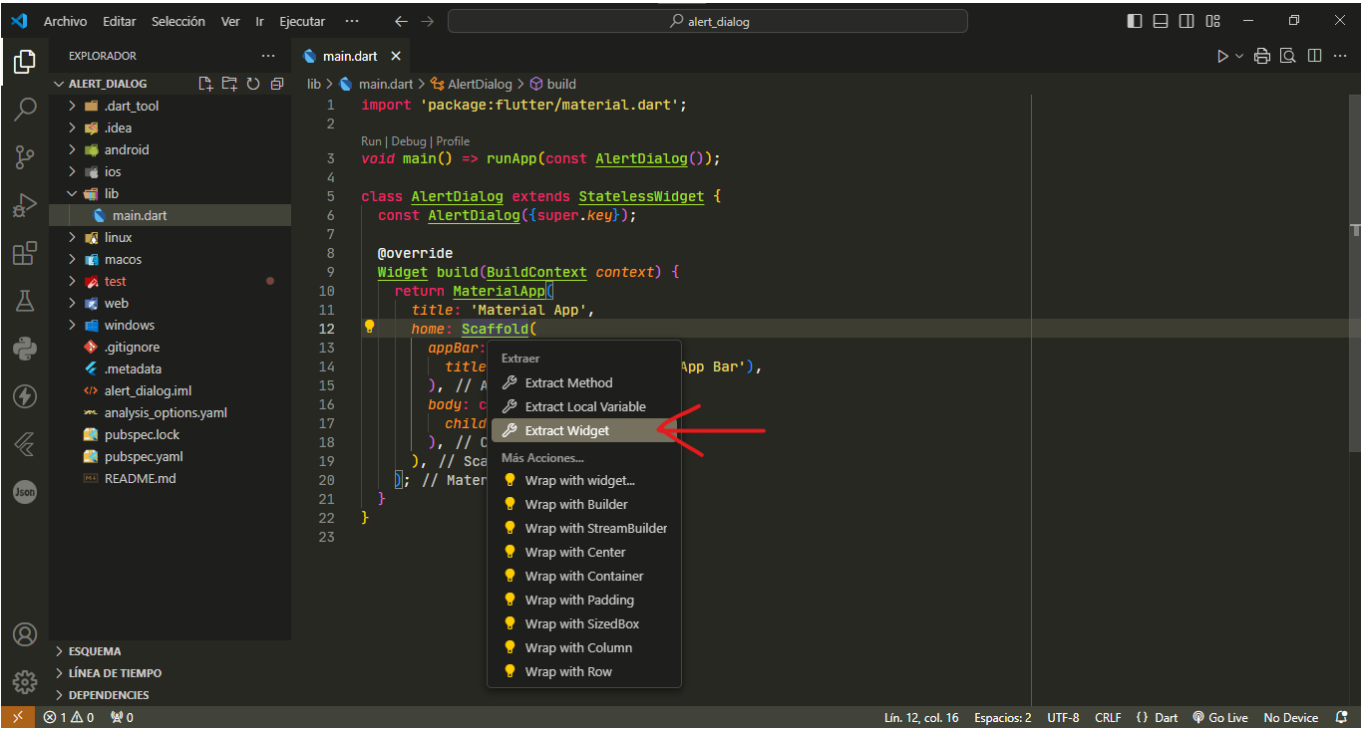 Archivo Editar Selección Ver Ir Ejecutar ··· alert_dialog
EXPLORADOR ···
ALERT_DIALOG
.dart_tool
.idea
android
ios
lib
main.dart
linux
macos
test
web
windows
.gitignore
.metadata
alert_dialog.iml
analysis_options.yaml
pubspec.lock
pubspec.yaml
README.md
ESQUEMA
LÍNEA DE TIEMPO
DEPENDENCIES
main.dart
lib > main.dart > AlertDialog > build
1 import 'package:flutter/material.dart';
2
Run | Debug | Profile
3 void main() => runApp(const AlertDialog());
4
5 class AlertDialog extends StatelessWidget {
6 const AlertDialog({super.key});
7
8 @override
9 Widget build(BuildContext context) {
10 return MaterialApp(
11 title: 'Material App',
12 home: Scaffold(
13 appBar:
14 title App Bar'),
15 ), // A
16 body: c
17 child
18 ), // C
19 ), // Sca
20 ); // Mater
21 }
22 }
23
Extraer
Extract Method
Extract Local Variable
Extract Widget
Más Acciones...
Wrap with widget...
Wrap with Builder
Wrap with StreamBuilder
Wrap with Center
Wrap with Container
Wrap with Padding
Wrap with SizedBox
Wrap with Column
Wrap with Row
Json
1 0 0 Lín. 12, col. 16 Espacios: 2 UTF-8 CRLF {} Dart Go Live No Device